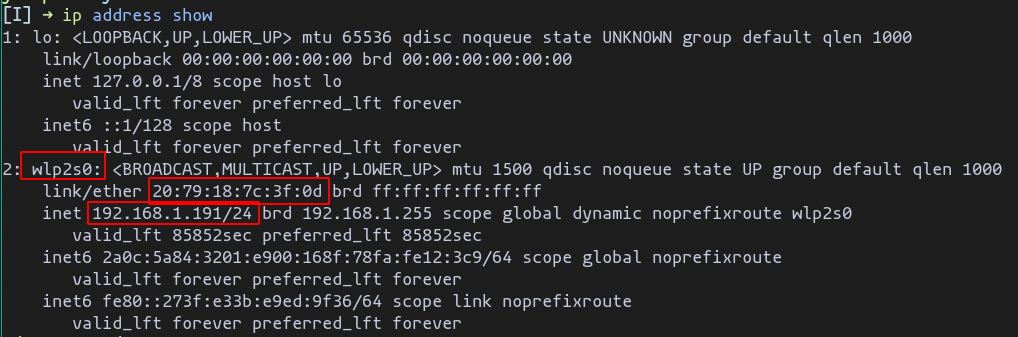 [I] → ip address show
1: lo: <LOOPBACK,UP,LOWER_UP> mtu 65536 qdisc noqueue state UNKNOWN group default qlen 1000
link/loopback 00:00:00:00:00:00 brd 00:00:00:00:00:00
inet 127.0.0.1/8 scope host lo
valid_lft forever preferred_lft forever
inet6 ::1/128 scope host
valid_lft forever preferred_lft forever
2: wlp2s0: <BROADCAST,MULTICAST,UP,LOWER_UP> mtu 1500 qdisc noqueue state UP group default qlen 1000
link/ether 20:79:18:7c:3f:0d brd ff:ff:ff:ff:ff:ff
inet 192.168.1.191/24 brd 192.168.1.255 scope global dynamic noprefixroute wlp2s0
valid_lft 85852sec preferred_lft 85852sec
inet6 2a0c:5a84:3201:e900:168f:78fa:fe12:3c9/64 scope global noprefixroute
valid_lft forever preferred_lft forever
inet6 fe80::273f:e33b:e9ed:9f36/64 scope link noprefixroute
valid_lft forever preferred_lft forever